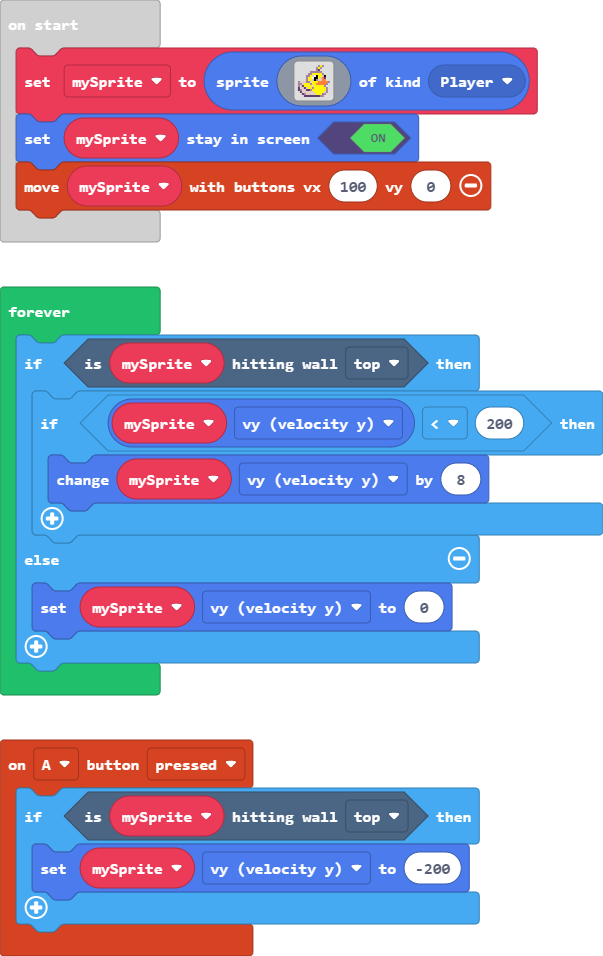 on start
set mySprite to sprite of kind Player
set mySprite stay in screen ON
move mySprite with buttons vx 100 vy 0
forever
if is mySprite hitting wall top then
if mySprite vy (velocity y) < 200 then
change mySprite vy (velocity y) by 8
else
set mySprite vy (velocity y) to 0
on A button pressed
if is mySprite hitting wall top then
set mySprite vy (velocity y) to -200